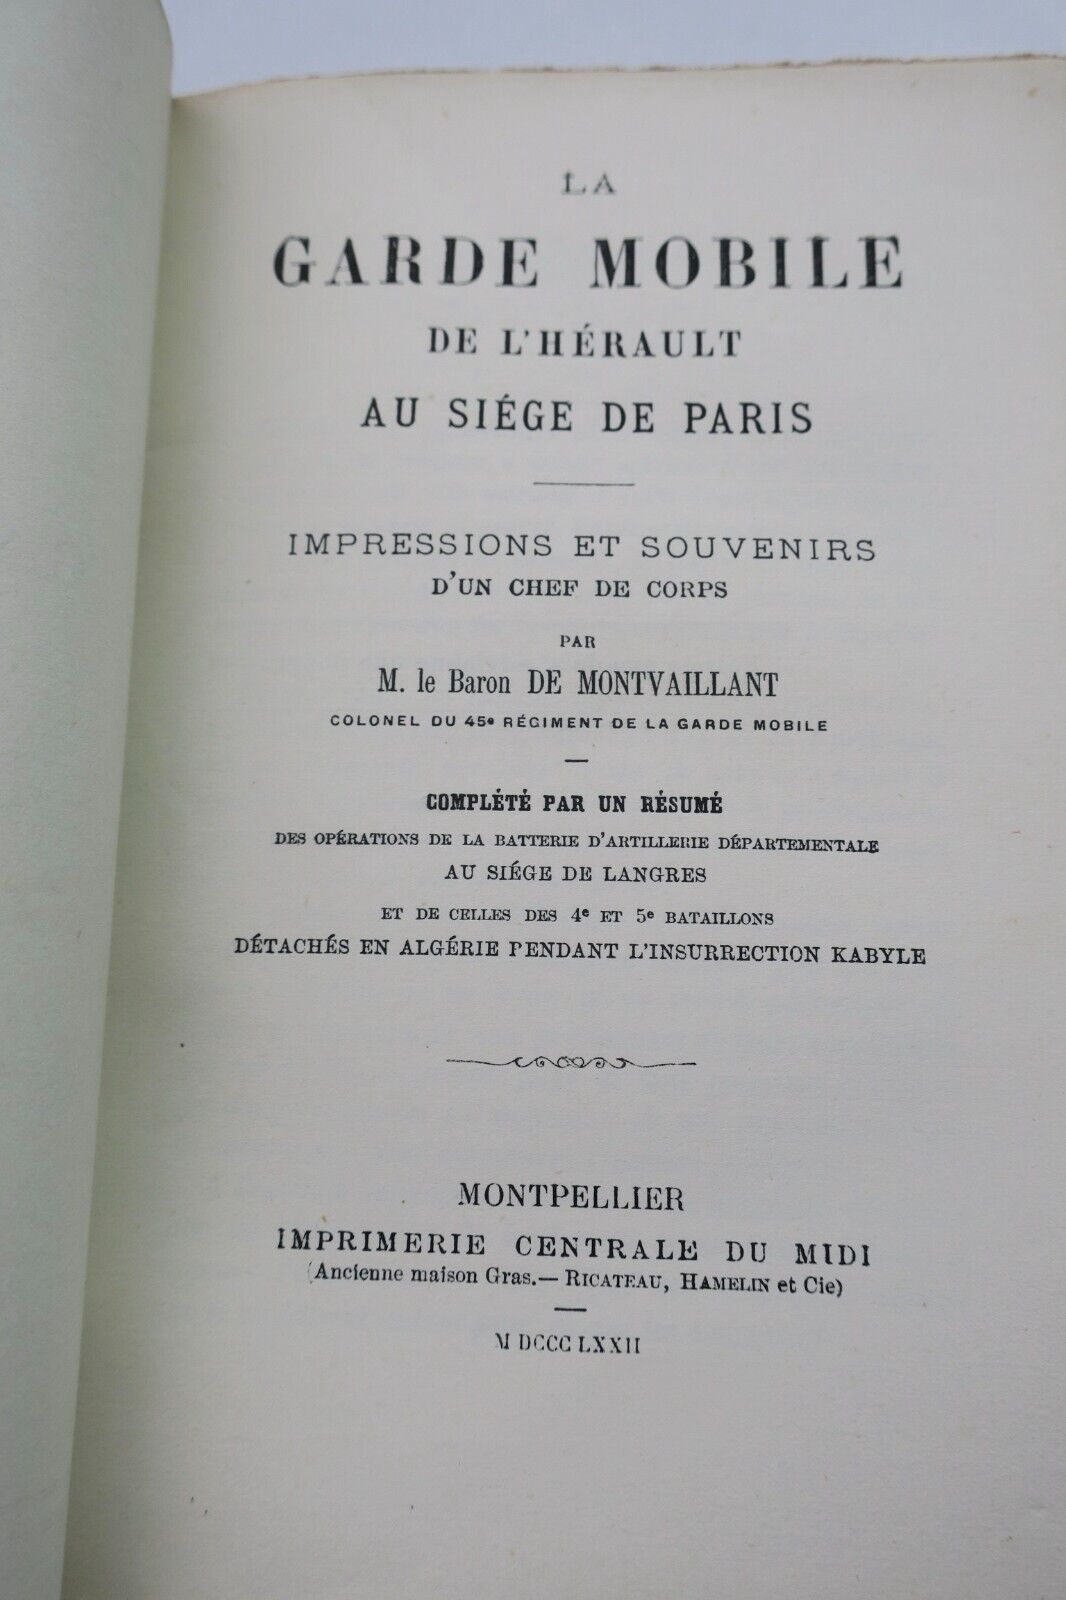 LA
GARDE MOBILE
DE L'HÉRAULT
AU SIÉGE DE PARIS
IMPRESSIONS ET SOUVENIRS
D'UN CHEF DE CORPS
PAR
M. le Baron DE MONTVAILLANT
COLONEL DU 45e RÉGIMENT DE LA GARDE MOBILE
COMPLÉTÉ PAR UN RÉSUMÉ
DES OPÉRATIONS DE LA BATTERIE D'ARTILLERIE DÉPARTEMENTALE
AU SIÉGE DE LANGRES
ET DE CELLES DES 4e ET 5e BATAILLONS
DÉTACHÉS EN ALGÉRIE PENDANT L'INSURRECTION KABYLE
MONTPELLIER
IMPRIMERIE CENTRALE DU MIDI
(Ancienne maison Gras.— RICATEAU, HAMELIN et Cie)
M DCCC LXXII